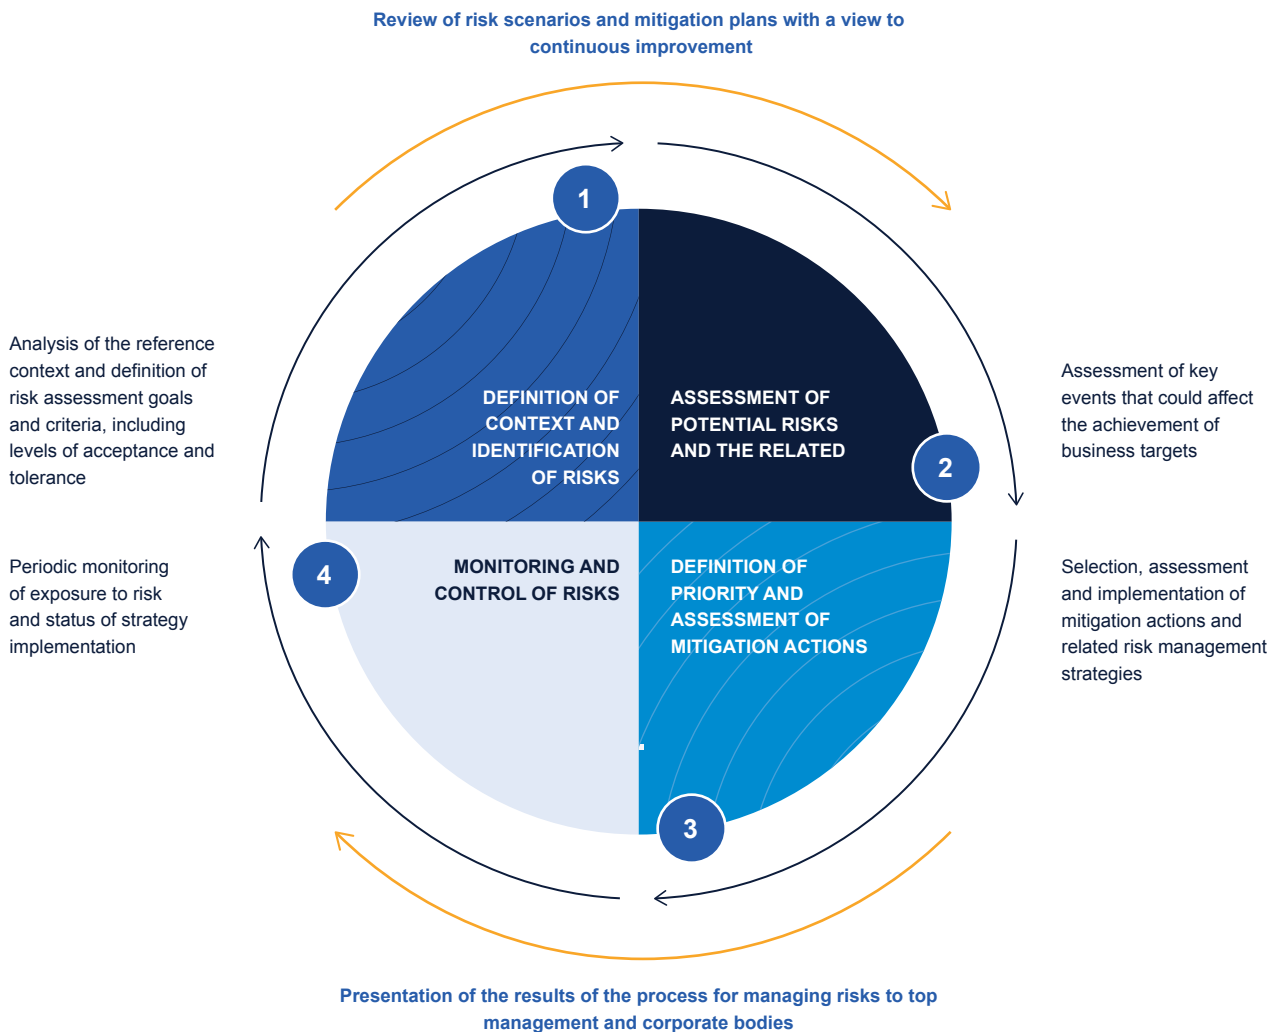 Review of risk scenarios and mitigation plans with a view to
continuous improvement
1
Analysis of the reference
context and definition of
risk assessment goals
and criteria, including
levels of acceptance and
tolerance
DEFINITION OF
CONTEXT AND
IDENTIFICATION
OF RISKS
ASSESSMENT OF
POTENTIAL RISKS
AND THE RELATED
2
Assessment of key
events that could affect
the achievement of
business targets
Periodic monitoring
of exposure to risk
and status of strategy
implementation
4
MONITORING AND
CONTROL OF RISKS
DEFINITION OF
PRIORITY AND
ASSESSMENT OF
MITIGATION ACTIONS
Selection, assessment
and implementation of
mitigation actions and
related risk management
strategies
3
Presentation of the results of the process for managing risks to top
management and corporate bodies